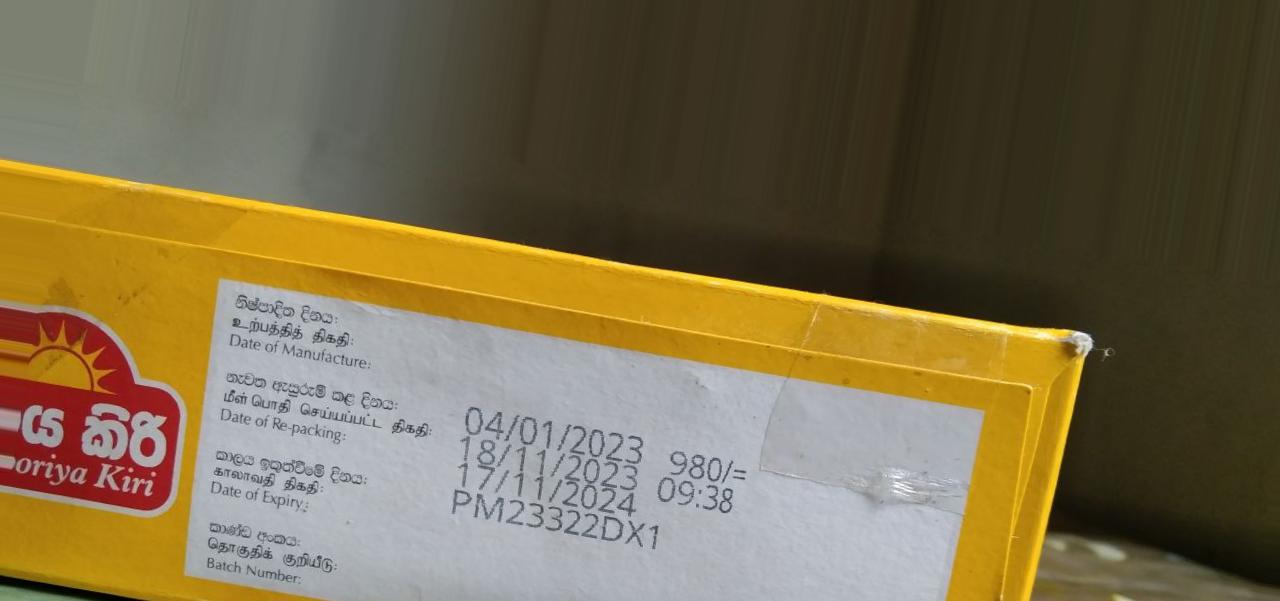 ය කිරි
oriya Kiri
නිෂ්පාදිත දිනය:
உற்பத்தித் திகதி:
Date of Manufacture:
නැවත ඇසුරුම් කළ දිනය:
மீள் பொதி செய்யப்பட்ட திகதி:
Date of Re-packing:
කාලය ඉකුත්වීමේ දිනය:
காலாவதி திகதி:
Date of Expiry:
කාණ්ඩ අංකය:
தொகுதிக் குறியீடு:
Batch Number:
04/01/2023
18/11/2023 980/=
17/11/2024 09:38
PM23322DX1